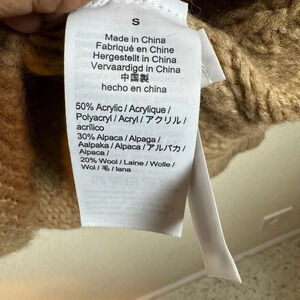 S
Made in China
Fabriqué en Chine
Hergestellt in China
Vervaardigd in China
中国製
hecho en china
50% Acrylic / Acrylique /
Polyacryl / Acryl / アクリル /
acrílico
30% Alpaca / Alpaga /
Aalpaka / Alpaca / アルパカ /
Alpaca /
20% Wool / Laine / Wolle /
Wol / 毛 / lana